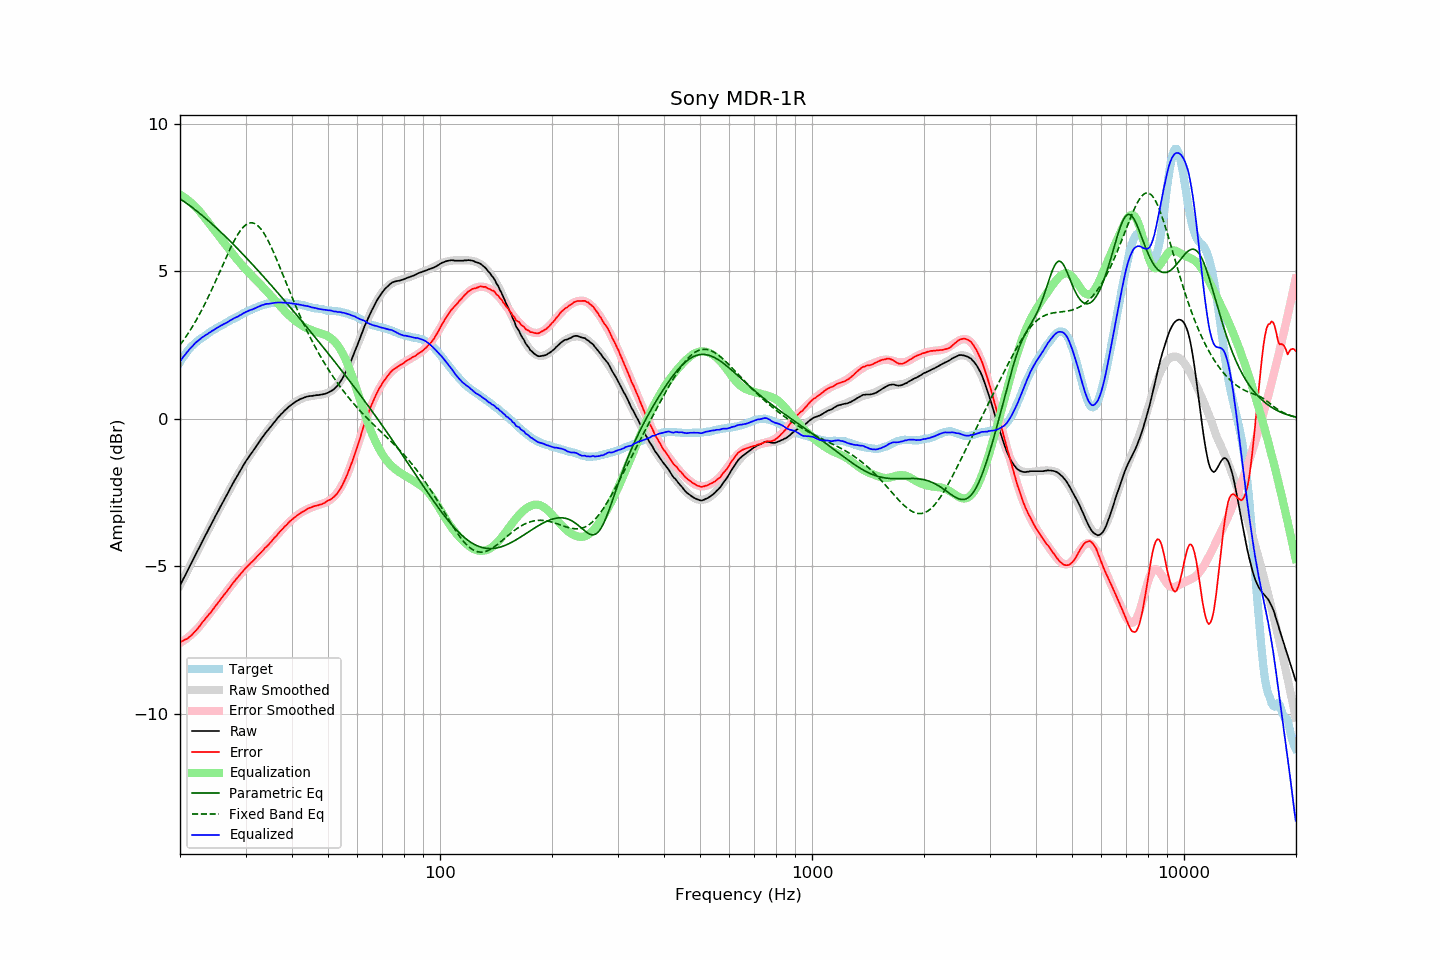 Sony MDR-1R
10
5
0
−5
−10
Amplitude (dBr)
Target
Raw Smoothed
Error Smoothed
Raw
Error
Equalization
Parametric Eq
Fixed Band Eq
Equalized
100
1000
10000
Frequency (Hz)